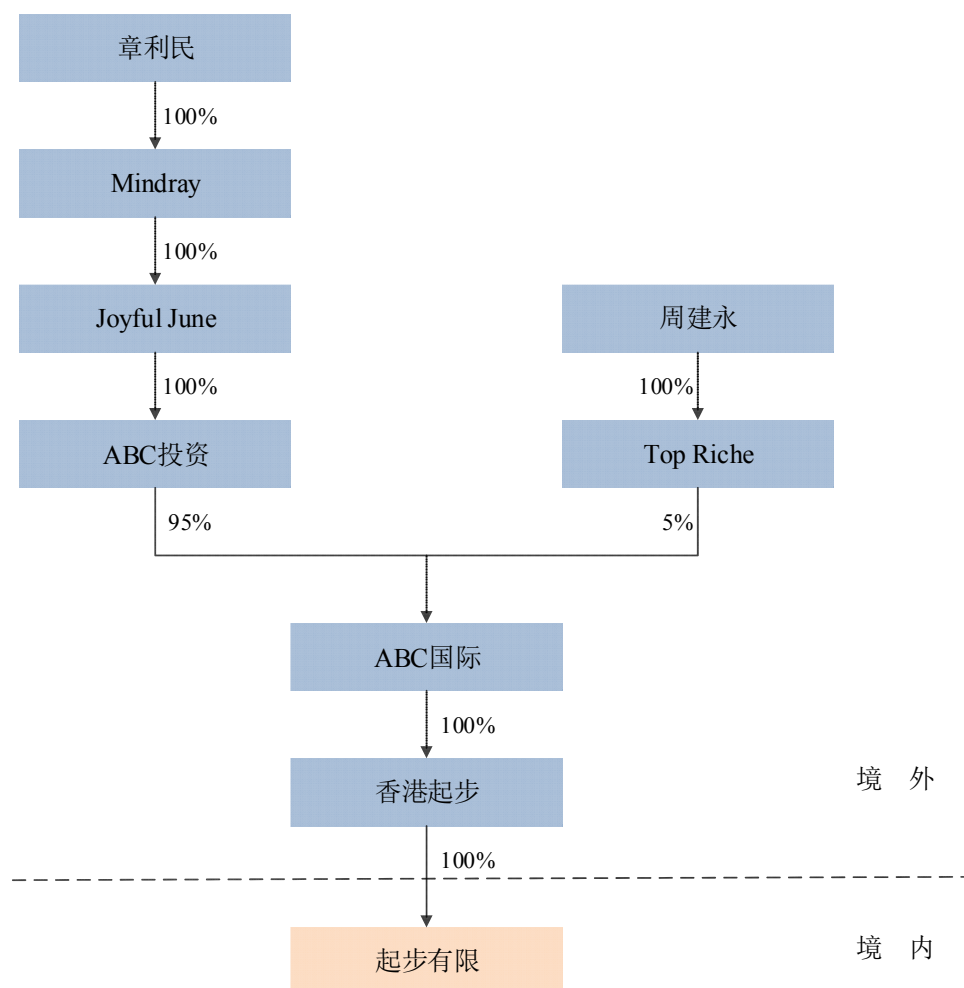 章利民
100%
Mindray
100%
Joyful June
周建永
100%
100%
ABC投资
Top Riche
95%
5%
ABC国际
100%
香港起步
境 外
100%
起步有限
境 内